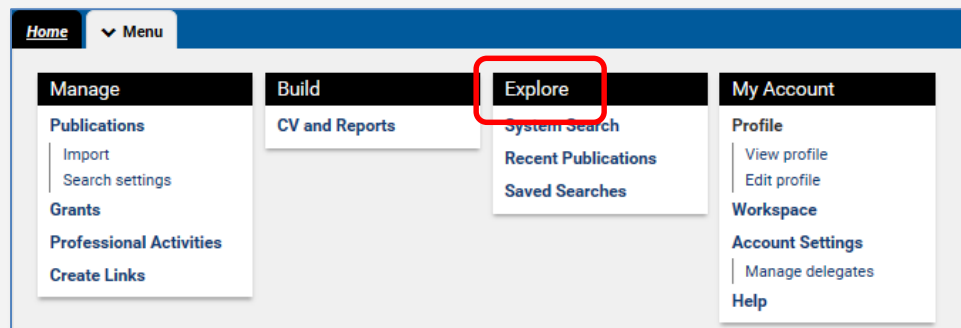 Home
Menu
Manage
Publications
Import
Search settings
Grants
Professional Activities
Create Links
Build
CV and Reports
Explore
System Search
Recent Publications
Saved Searches
My Account
Profile
View profile
Edit profile
Workspace
Account Settings
Manage delegates
Help